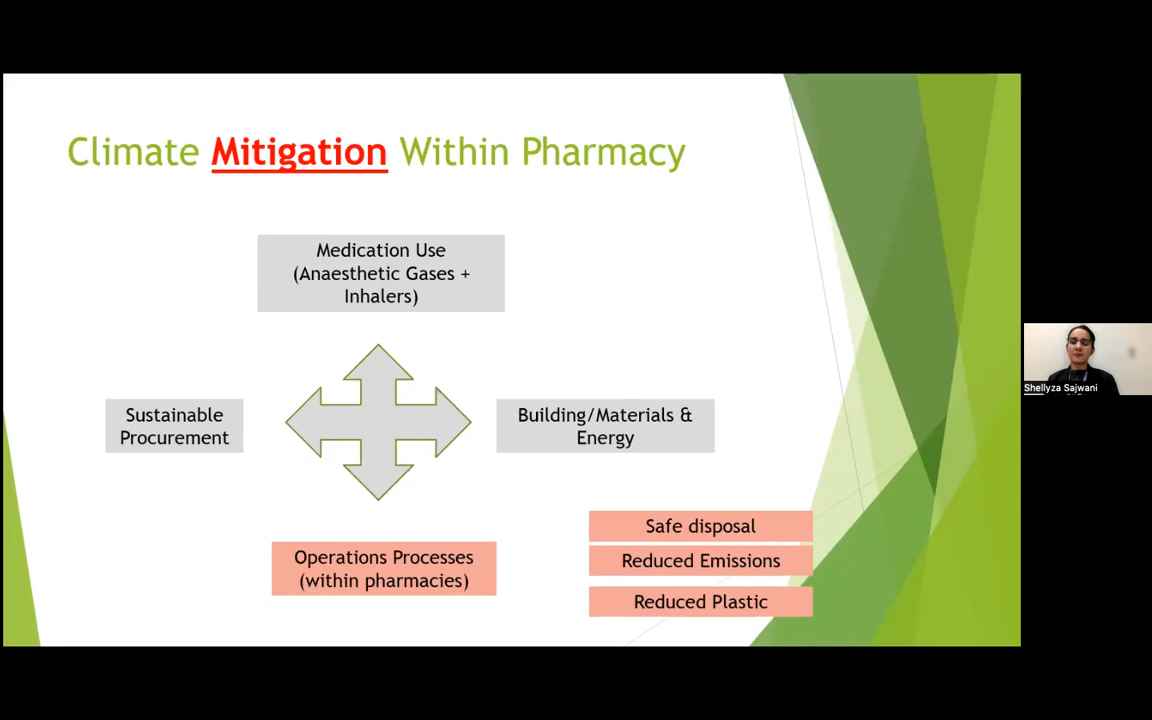 Climate Mitigation Within Pharmacy
Medication Use
(Anaesthetic Gases +
Inhalers)
Sustainable
Procurement
Building/Materials &
Energy
Operations Processes
(within pharmacies)
Safe disposal
Reduced Emissions
Reduced Plastic
Shellyza Sajwani